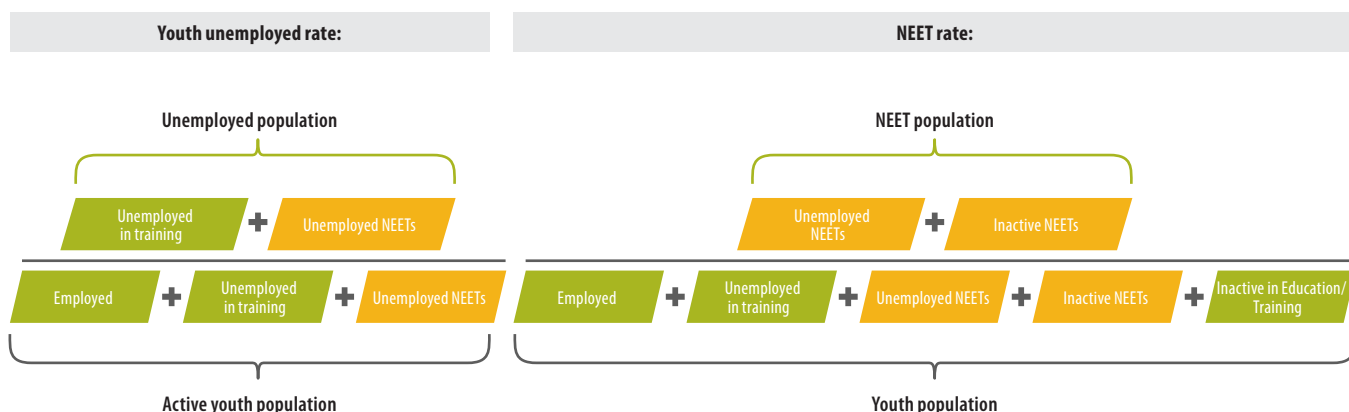 Youth unemployed rate:
NEET rate:
Unemployed population
NEET population
Unemployed
in training
+
Unemployed NEETs
Unemployed
NEETs
+
Inactive NEETs
Employed
+
Unemployed
in training
+
Unemployed NEETs
Employed
+
Unemployed
in training
+
Unemployed NEETs
+
Inactive NEETs
+
Inactive in Education/
Training
Active youth population
Youth population